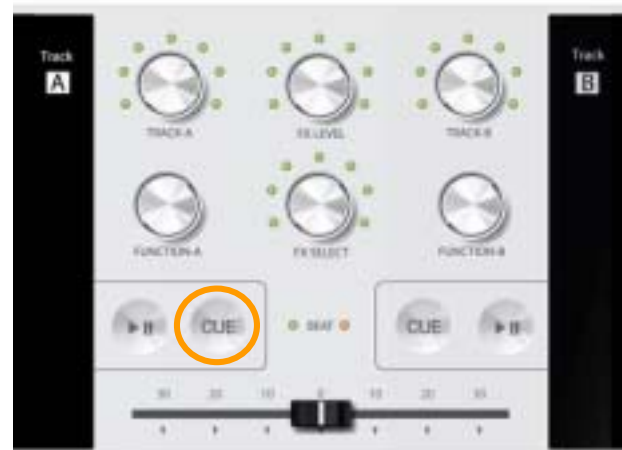 Track Track
A B
TRACK-A FX LEVEL TRACK-B
FUNCTION-A FX SELECT FUNCTION-B
CUE BEAT CUE
30 20 10 0 10 20 30